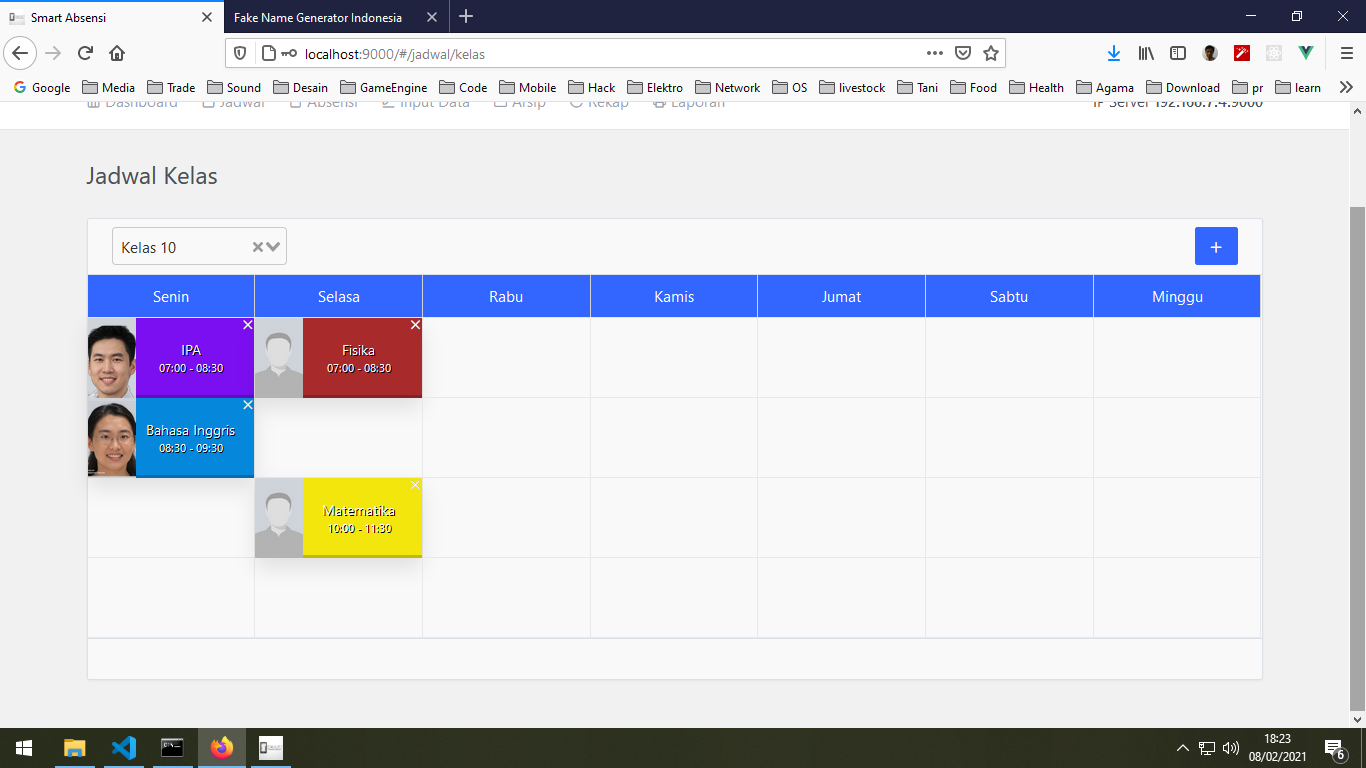 Smart Absensi
Fake Name Generator Indonesia
localhost:9000/#/jadwal/kelas
Google Media Trade Sound Desain GameEngine Code Mobile Hack Elektro Network OS livestock Tani Food Health Agama Download pr learn
Dashboard Jadwal Absensi Input Data Arsip Rekap Laporan IP Server 192.168.7.4:9000
Jadwal Kelas
Kelas 10
+
Senin Selasa Rabu Kamis Jumat Sabtu Minggu
IPA
07:00 - 08:30
Fisika
07:00 - 08:30
Bahasa Inggris
08:30 - 09:30
Matematika
10:00 - 11:30
18:23
08/02/2021
6